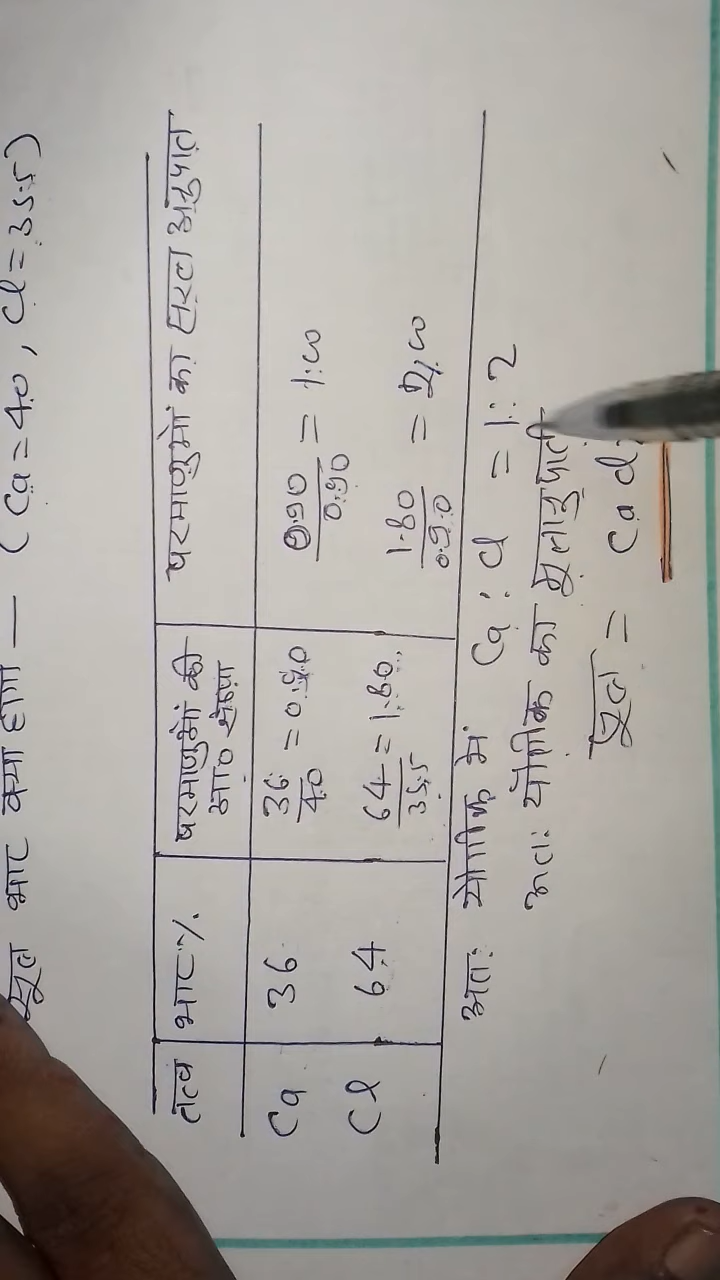 मूल भार क्या होगा — (Ca = 40, Cl = 35.5)
तत्व भार% परमाणुओं की परमाणुओं का सरल अनुपात
Ca 36 36/40 = 0.90 0.90/0.90 = 1.00
Cl 64 64/35.5 = 1.80 1.80/0.90 = 2.00
अतः यौगिक में Ca : Cl = 1 : 2
अतः यौगिक का मूलानुपाती
सूत्र = CaCl